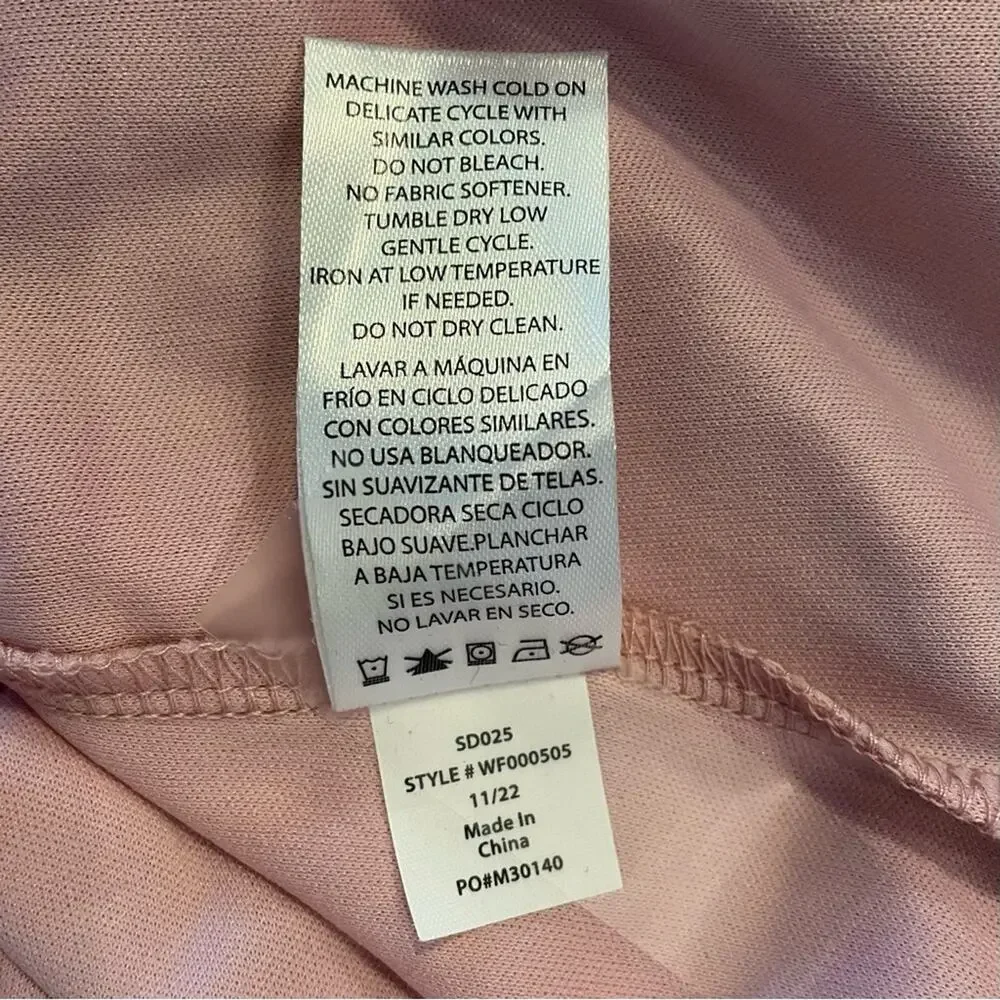 MACHINE WASH COLD ON
DELICATE CYCLE WITH
SIMILAR COLORS.
DO NOT BLEACH.
NO FABRIC SOFTENER.
TUMBLE DRY LOW
GENTLE CYCLE.
IRON AT LOW TEMPERATURE
IF NEEDED.
DO NOT DRY CLEAN.
LAVAR A MÁQUINA EN
FRÍO EN CICLO DELICADO
CON COLORES SIMILARES.
NO USA BLANQUEADOR.
SIN SUAVIZANTE DE TELAS.
SECADORA SECA CICLO
BAJO SUAVE.PLANCHAR
A BAJA TEMPERATURA
SI ES NECESARIO.
NO LAVAR EN SECO.
SD025
STYLE # WF000505
11/22
Made In
China
PO#M30140